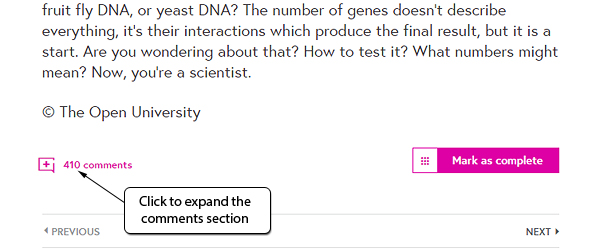 fruit fly DNA, or yeast DNA? The number of genes doesn't describe
everything, it's their interactions which produce the final result, but it is a
start. Are you wondering about that? How to test it? What numbers might
mean? Now, you're a scientist.
© The Open University
410 comments
Mark as complete
Click to expand the
comments section
PREVIOUS
NEXT